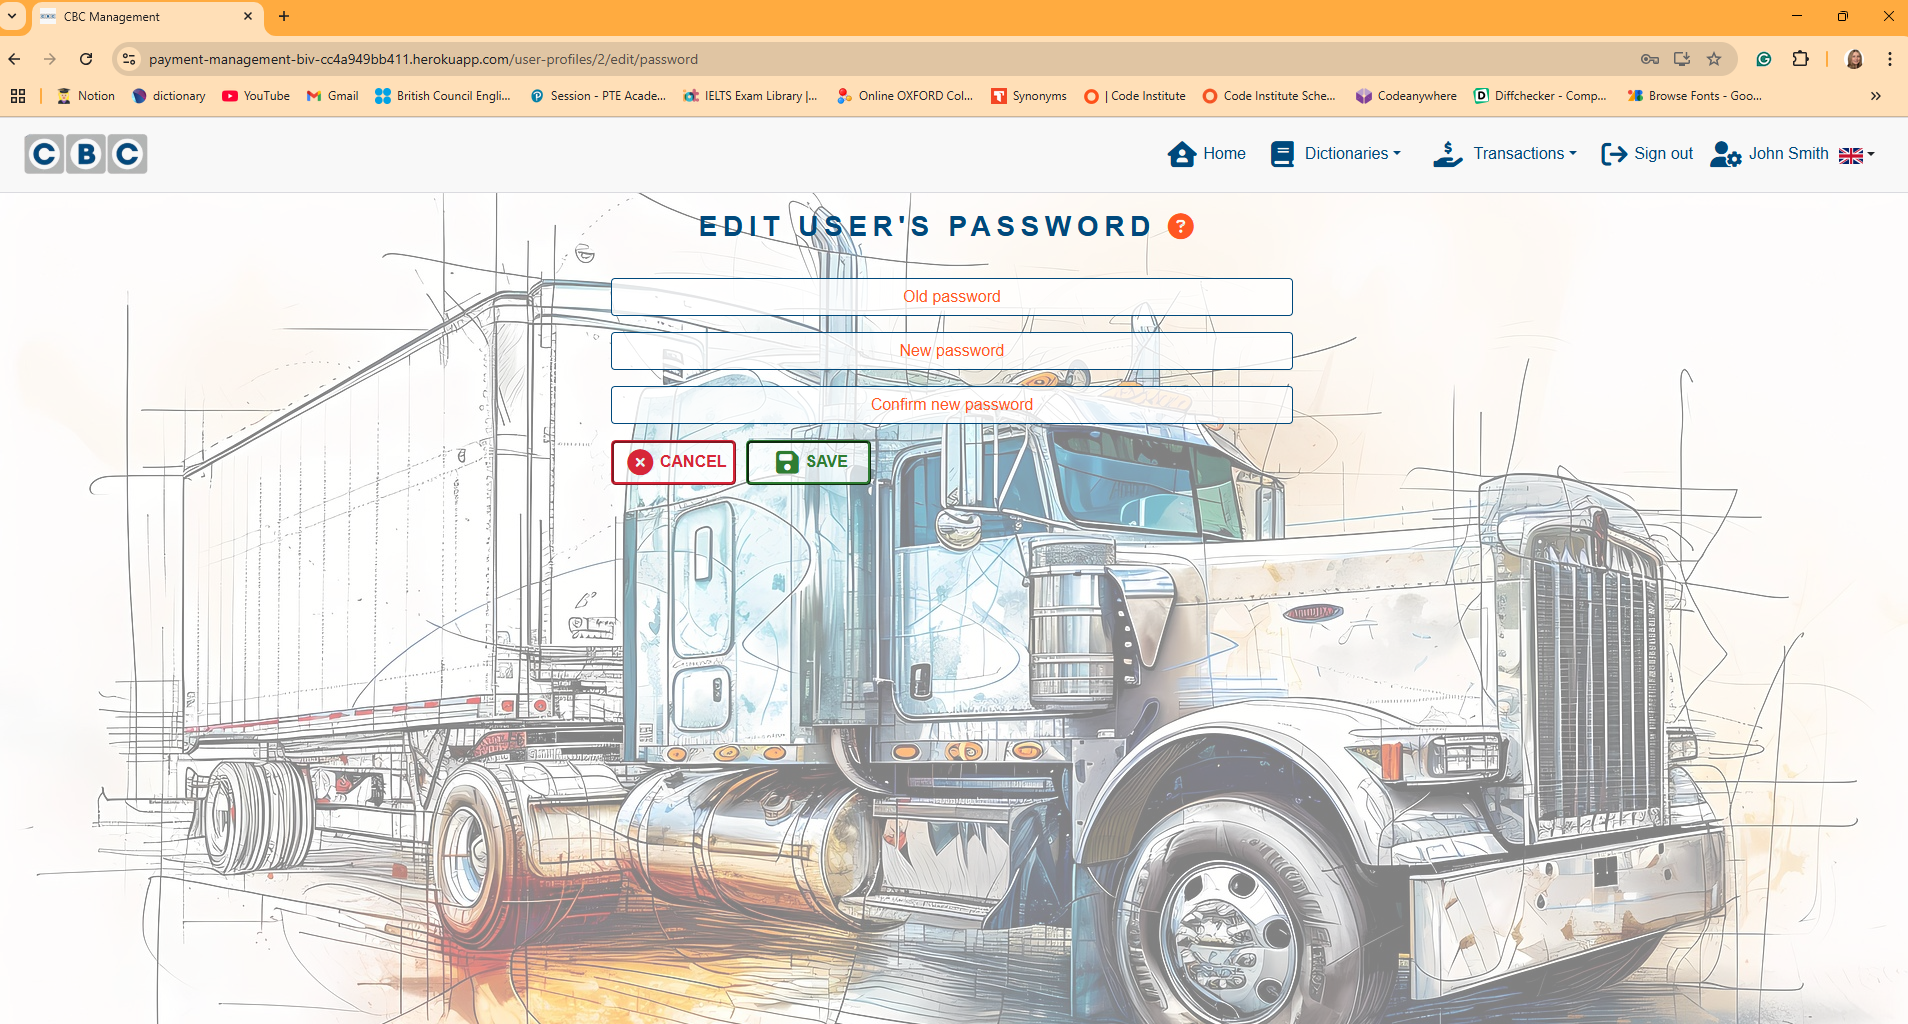 CBC Management
payment-management-biv-cc4a949bb411.herokuapp.com/user-profiles/2/edit/password
Notion dictionary YouTube Gmail British Council Engli... Session - PTE Acade... IELTS Exam Library |... Online OXFORD Col... Synonyms | Code Institute Code Institute Sche... Codeanywhere Diffchecker - Comp... Browse Fonts - Goo...
CBC Home Dictionaries Transactions Sign out John Smith
EDIT USER'S PASSWORD ?
Old password
New password
Confirm new password
CANCEL SAVE